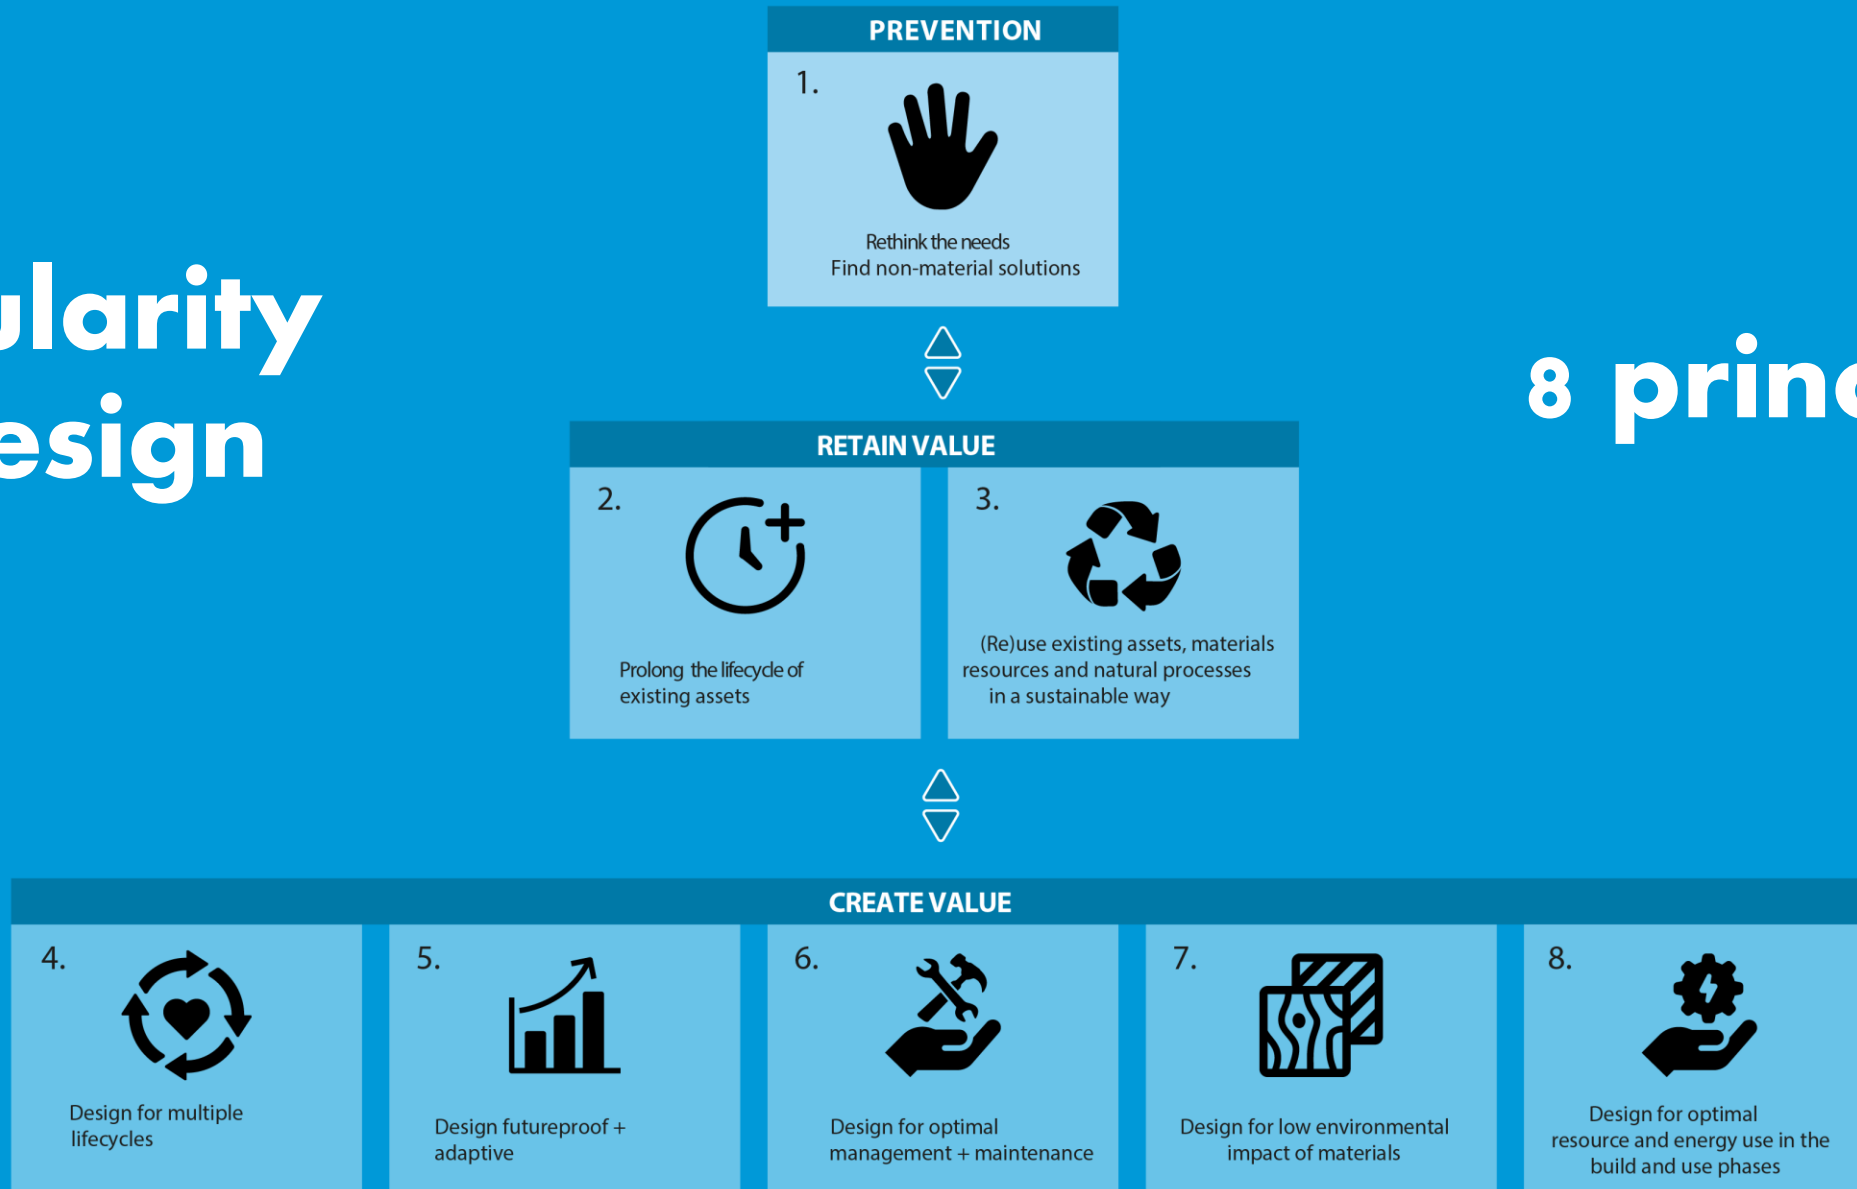 PREVENTION
1.
Rethink the needs
Find non-material solutions
ularity
esign
8 princ
RETAIN VALUE
2.
Prolong the lifecycle of
existing assets
3.
(Re)use existing assets, materials
resources and natural processes
in a sustainable way
CREATE VALUE
4.
Design for multiple
lifecycles
5.
Design futureproof +
adaptive
6.
Design for optimal
management + maintenance
7.
Design for low environmental
impact of materials
8.
Design for optimal
resource and energy use in the
build and use phases